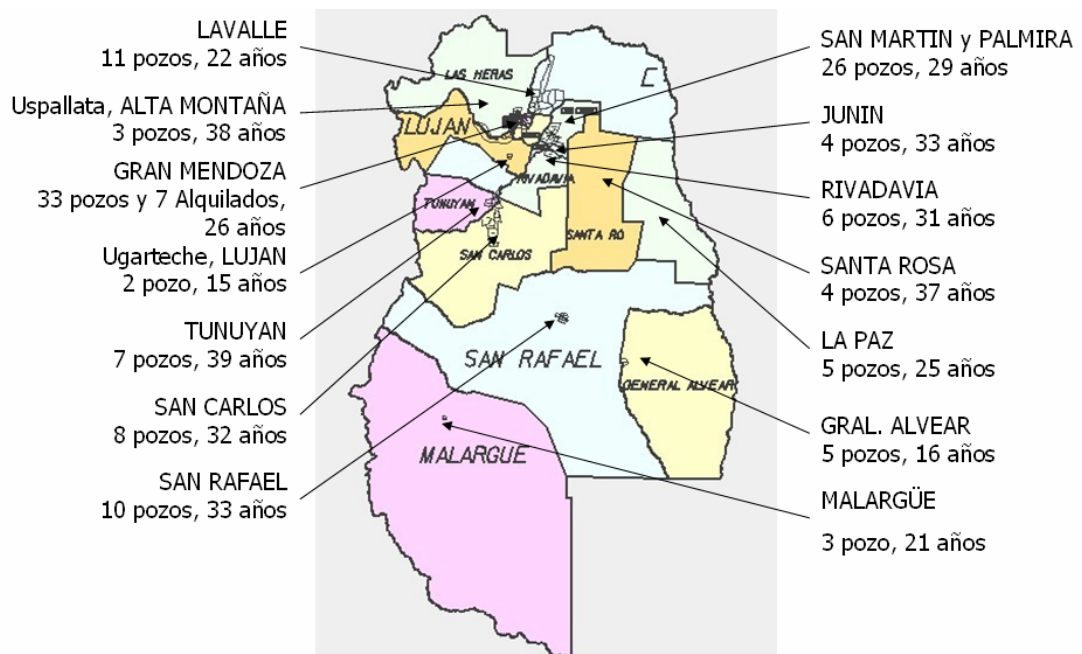 LAVALLE
11 pozos, 22 años
Uspallata, ALTA MONTAÑA
3 pozos, 38 años
GRAN MENDOZA
33 pozos y 7 Alquilados,
26 años
Ugarteche, LUJAN
2 pozo, 15 años
TUNUYAN
7 pozos, 39 años
SAN CARLOS
8 pozos, 32 años
SAN RAFAEL
10 pozos, 33 años
LAS HERAS
C
LUJAN
RIVADAVIA
TUNUYAN
SANTA RO
SAN CARLOS
SAN RAFAEL
GENERAL ALVEAR
MALARGUE
SAN MARTIN y PALMIRA
26 pozos, 29 años
JUNIN
4 pozos, 33 años
RIVADAVIA
6 pozos, 31 años
SANTA ROSA
4 pozos, 37 años
LA PAZ
5 pozos, 25 años
GRAL. ALVEAR
5 pozos, 16 años
MALARGÜE
3 pozo, 21 años